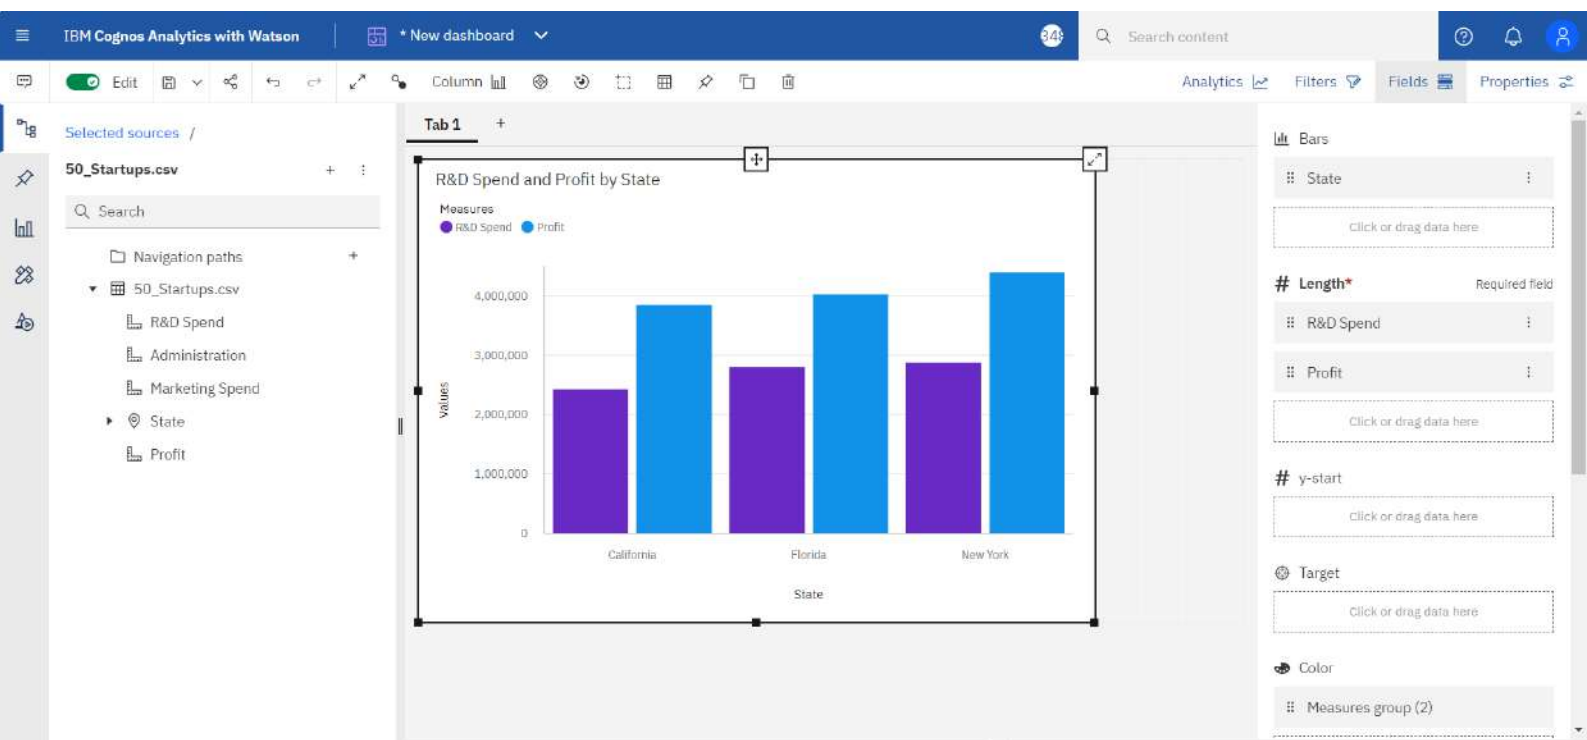 IBM Cognos Analytics with Watson
* New dashboard
Search content
Edit
Column
Analytics
Filters
Fields
Properties
Selected sources /
50_Startups.csv
Search
Navigation paths
50_Startups.csv
R&D Spend
Administration
Marketing Spend
State
Profit
Tab 1
R&D Spend and Profit by State
Measures
R&D Spend Profit
Values
4,000,000
3,000,000
2,000,000
1,000,000
0
California Florida New York
State
Bars
State
Click or drag data here
# Length* Required field
R&D Spend
Profit
Click or drag data here
# y-start
Click or drag data here
Target
Click or drag data here
Color
Measures group (2)